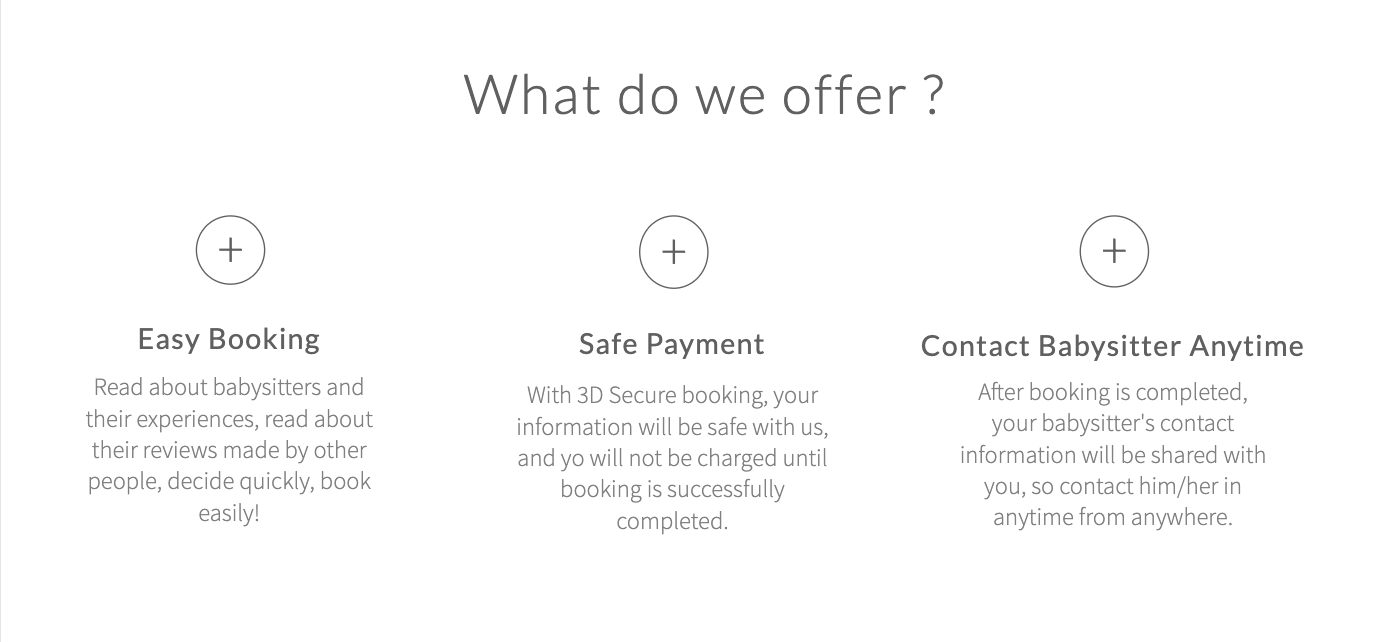 What do we offer ?
Easy Booking
Read about babysitters and
their experiences, read about
their reviews made by other
people, decide quickly, book
easily!
Safe Payment
With 3D Secure booking, your
information will be safe with us,
and yo will not be charged until
booking is successfully
completed.
Contact Babysitter Anytime
After booking is completed,
your babysitter's contact
information will be shared with
you, so contact him/her in
anytime from anywhere.